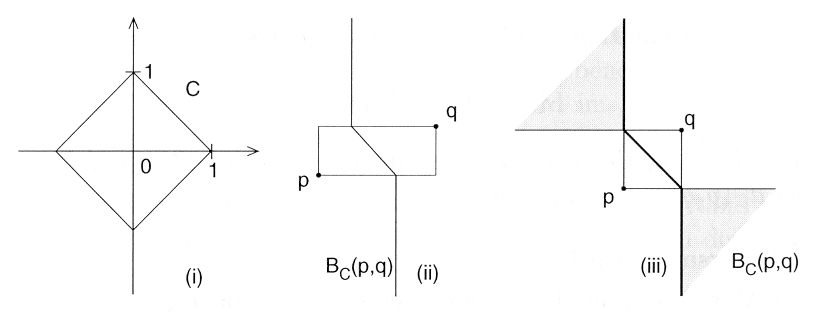 1
C
0
1
(i)
q
p
B_C(p,q)
(ii)
q
p
(iii)
B_C(p,q)